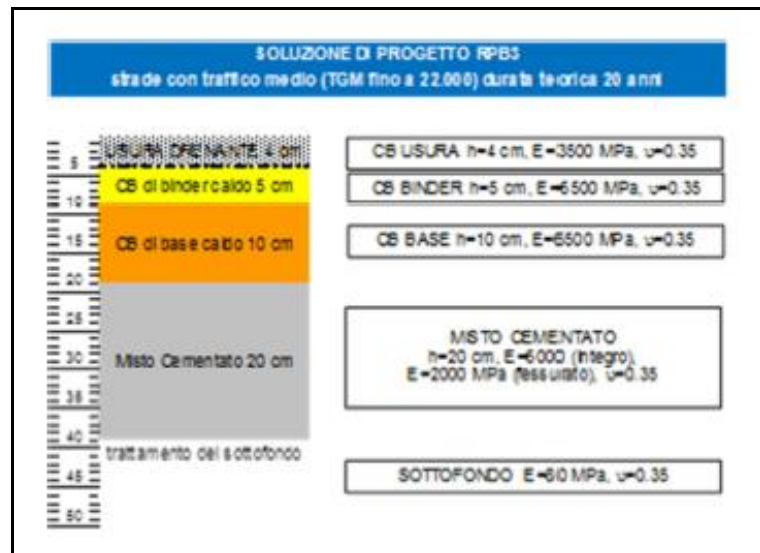 SOLUZIONE DI PROGETTO RPB3
strade con traffico medio (TGM fino a 22.000) durata teorica 20 anni
USURA DRENANTE 4 cm
CB di binder caldo 5 cm
CB di base caldo 10 cm
Misto Cementato 20 cm
trattamento del sottofondo
5
10
15
20
25
30
35
40
45
50
CB USURA h=4 cm, E=3500 MPa, υ=0.35
CB BINDER h=5 cm, E=6500 MPa, υ=0.35
CB BASE h=10 cm, E=6500 MPa, υ=0.35
MISTO CEMENTATO
h=20 cm, E=6000 (integro),
E=2000 MPa (fessurato), υ=0.35
SOTTOFONDO E=60 MPa, υ=0.35